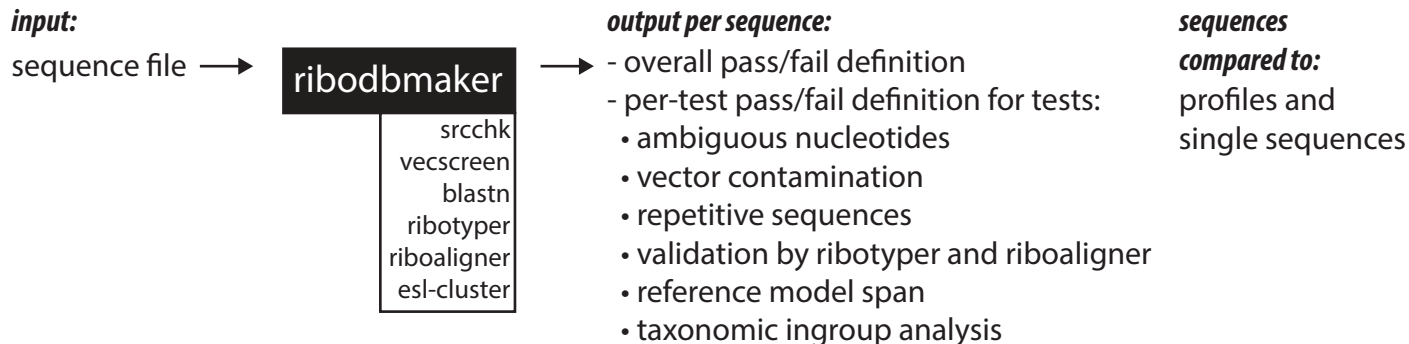 input:
sequence file
ribodbmaker
srcchk
vecscreen
blastn
ribotyper
riboaligner
esl-cluster
output per sequence:
- overall pass/fail definition
- per-test pass/fail definition for tests:
• ambiguous nucleotides
• vector contamination
• repetitive sequences
• validation by ribotyper and riboaligner
• reference model span
• taxonomic ingroup analysis
sequences
compared to:
profiles and
single sequences